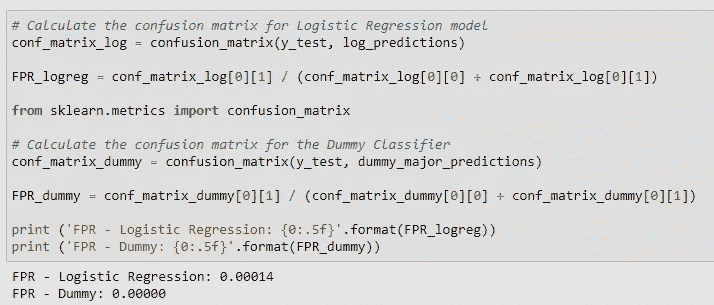 # Calculate the confusion matrix for Logistic Regression model
conf_matrix_log = confusion_matrix(y_test, log_predictions)
FPR_logreg = conf_matrix_log[0][1] / (conf_matrix_log[0][0] + conf_matrix_log[0][1])
from sklearn.metrics import confusion_matrix
# Calculate the confusion matrix for the Dummy Classifier
conf_matrix_dummy = confusion_matrix(y_test, dummy_major_predictions)
FPR_dummy = conf_matrix_dummy[0][1] / (conf_matrix_dummy[0][0] + conf_matrix_dummy[0][1])
print ('FPR - Logistic Regression: {0:.5f}'.format(FPR_logreg))
print ('FPR - Dummy: {0:.5f}'.format(FPR_dummy))
FPR - Logistic Regression: 0.00014
FPR - Dummy: 0.00000